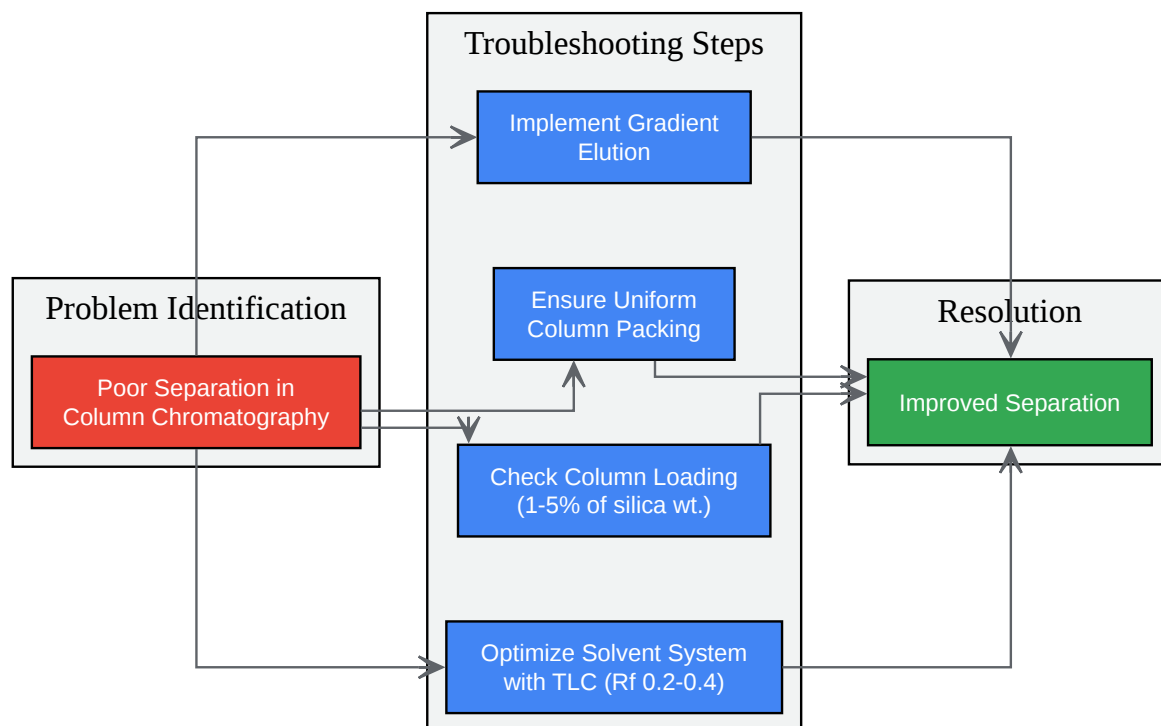 Troubleshooting Steps
Implement Gradient
Elution
Ensure Uniform
Column Packing
Problem Identification
Resolution
Poor Separation in
Column Chromatography
Improved Separation
Check Column Loading
(1-5% of silica wt.)
Optimize Solvent System
with TLC (Rf 0.2-0.4)